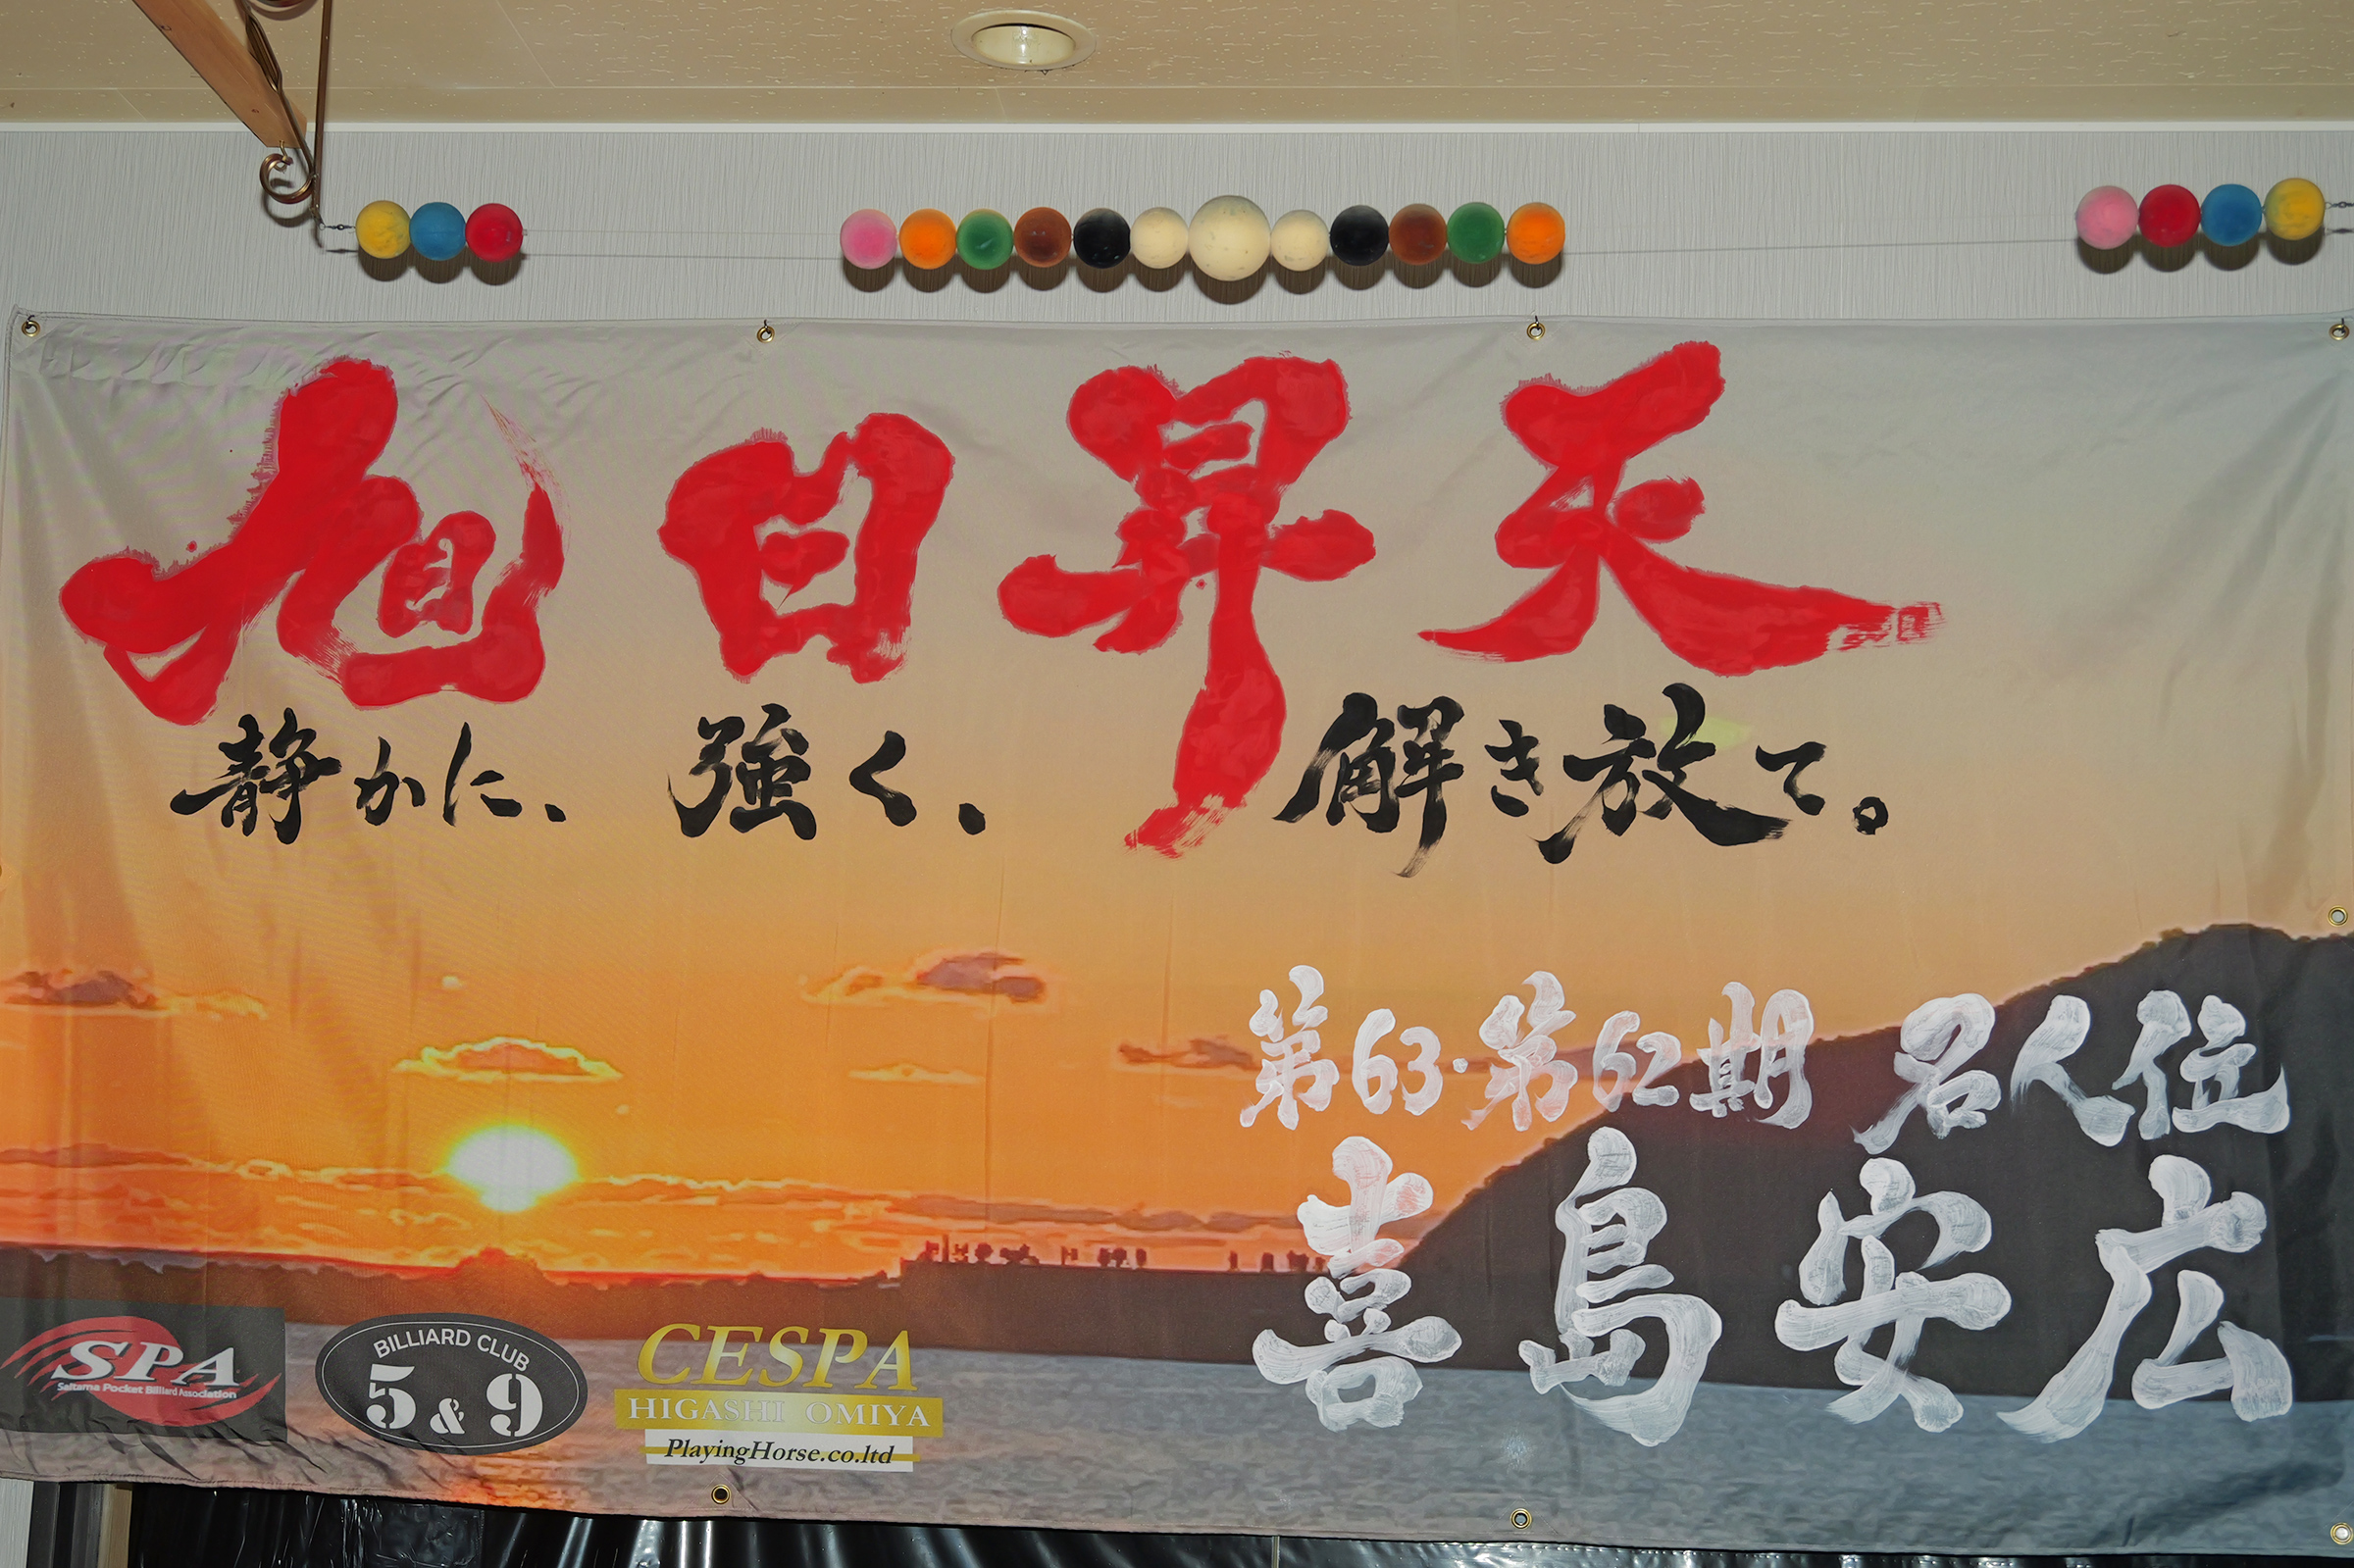 旭日昇天
静かに、強く、解き放て。
第63・第62期 名人位
喜島安広
SPA
Saitama Pocket Billiard Association
BILLIARD CLUB
5 & 9
CESPA
HIGASHI OMIYA
PlayingHorse.co.ltd